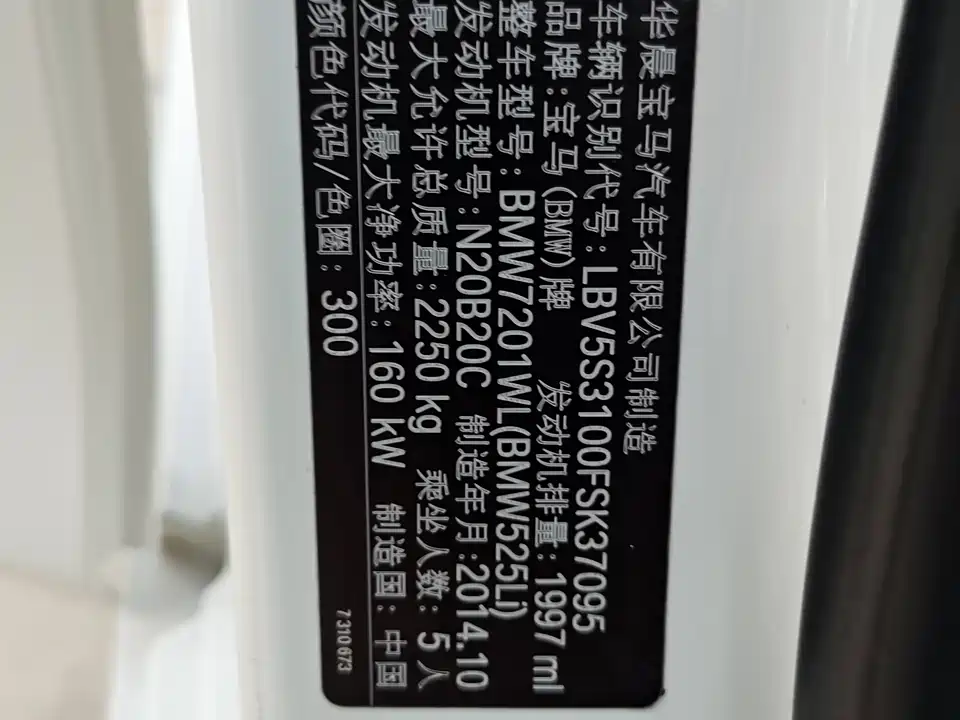 华晨宝马汽车有限公司制造
车辆识别代号:LBV5S3100FSK37095
品牌:宝马(BMW)牌 发动机排量:1997 ml
整车型号:BMW7201WL(BMW525Li)
发动机型号:N20B20C 制造年月:2014.10
最大允许总质量:2250 kg 乘坐人数:5人
发动机最大净功率:160 kW 制造国:中国
颜色代码/色圈:300
7310673